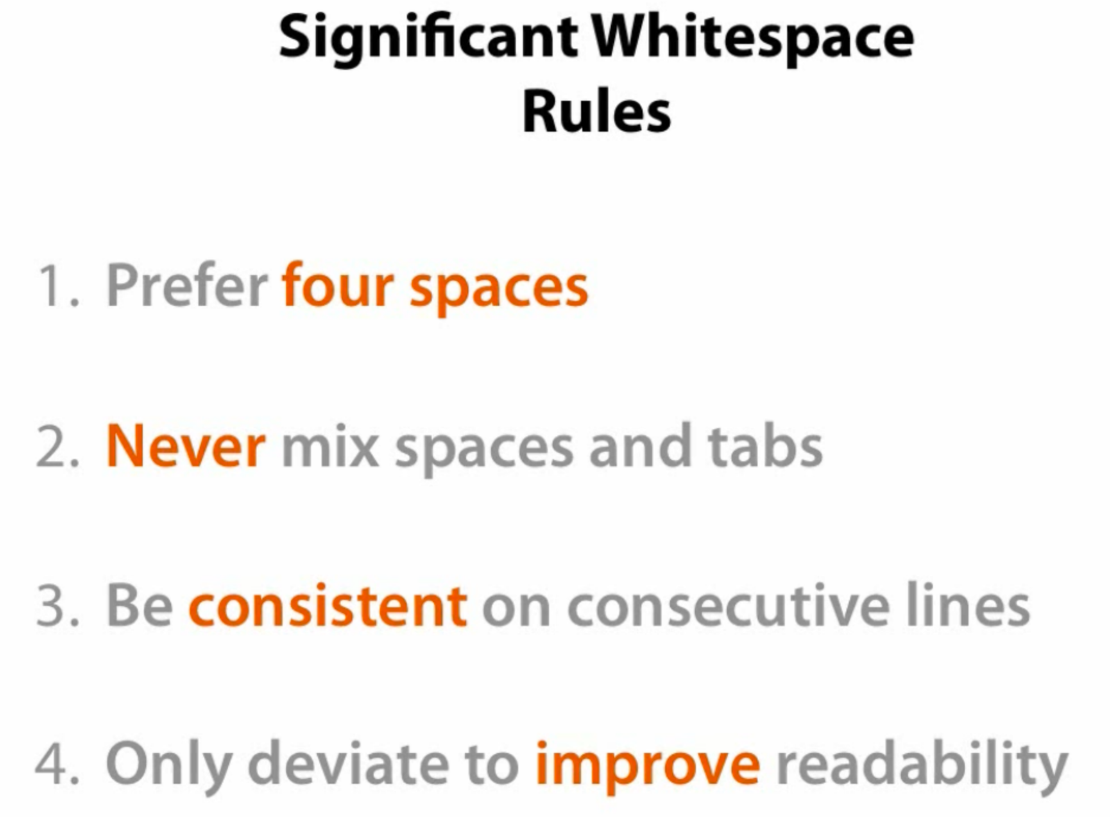 Significant Whitespace
Rules
1. Prefer four spaces
2. Never mix spaces and tabs
3. Be consistent on consecutive lines
4. Only deviate to improve readability